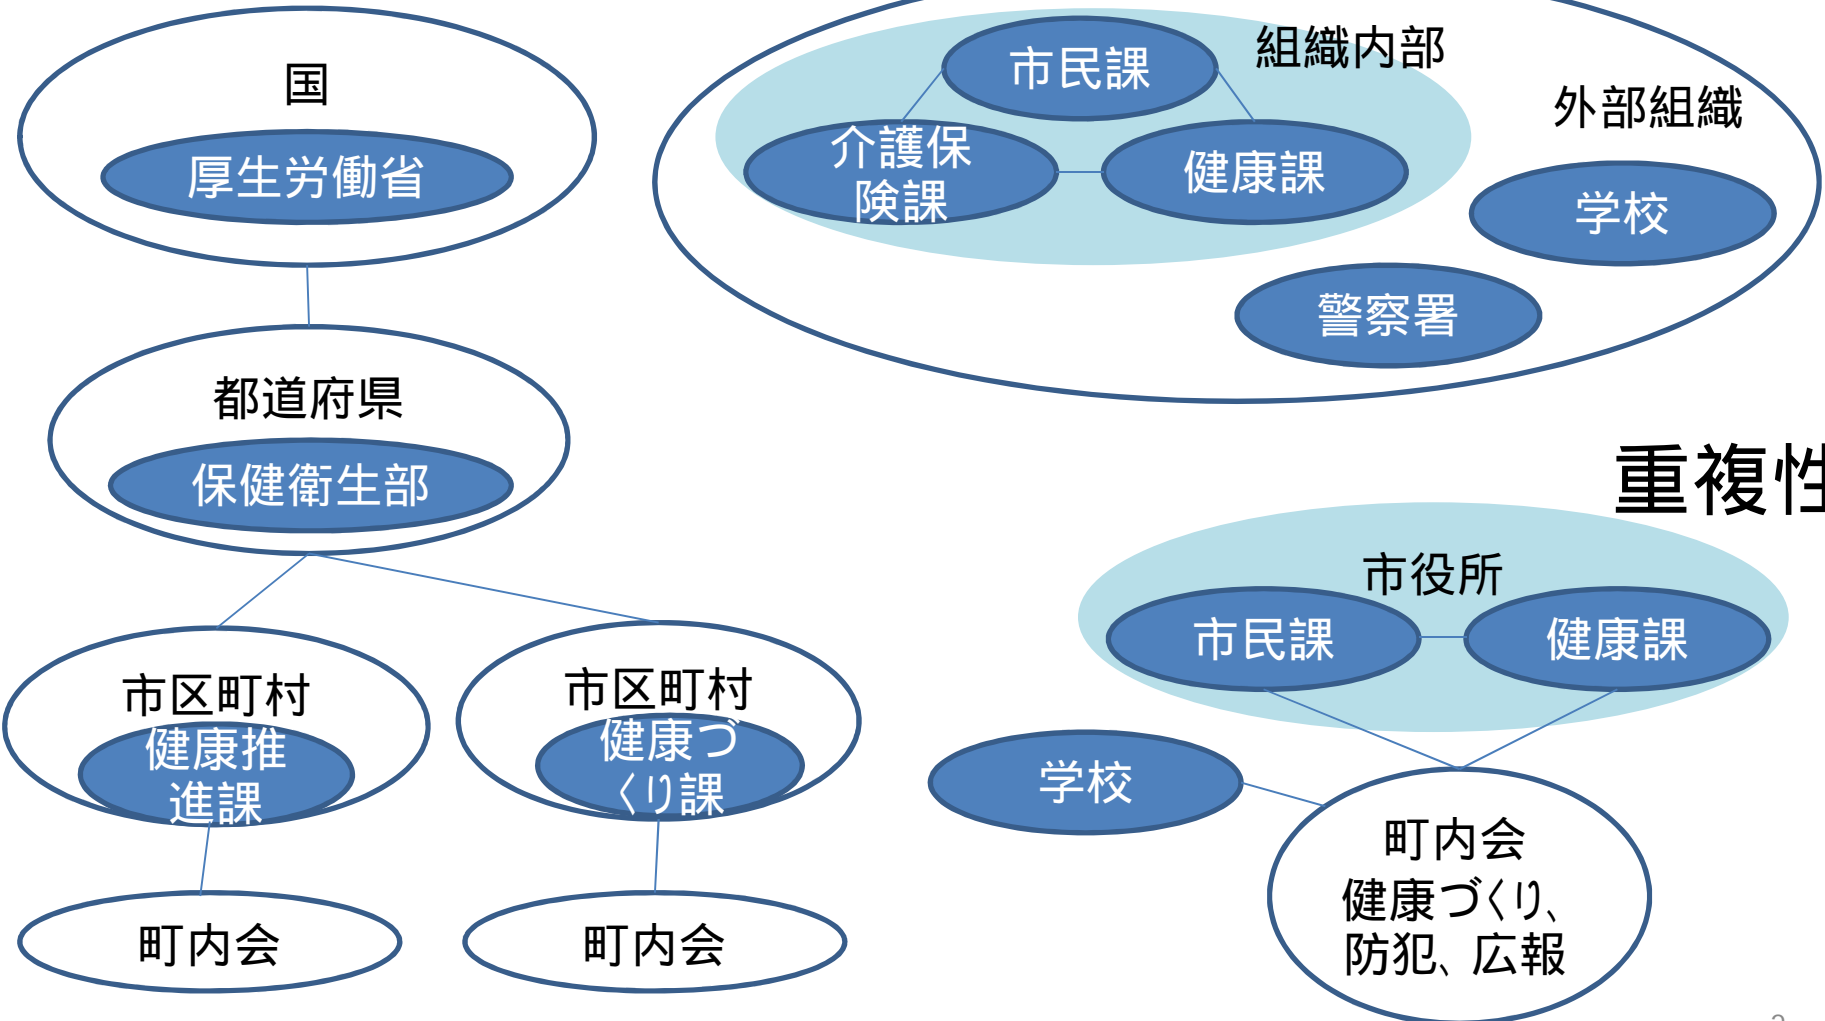 国
厚生労働省
都道府県
保健衛生部
市区町村
健康推
進課
市区町村
健康づ
くり課
町内会
町内会
組織内部
市民課
介護保
険課
健康課
外部組織
学校
警察署
重複性
市役所
市民課
健康課
学校
町内会
健康づくり、
防犯、広報